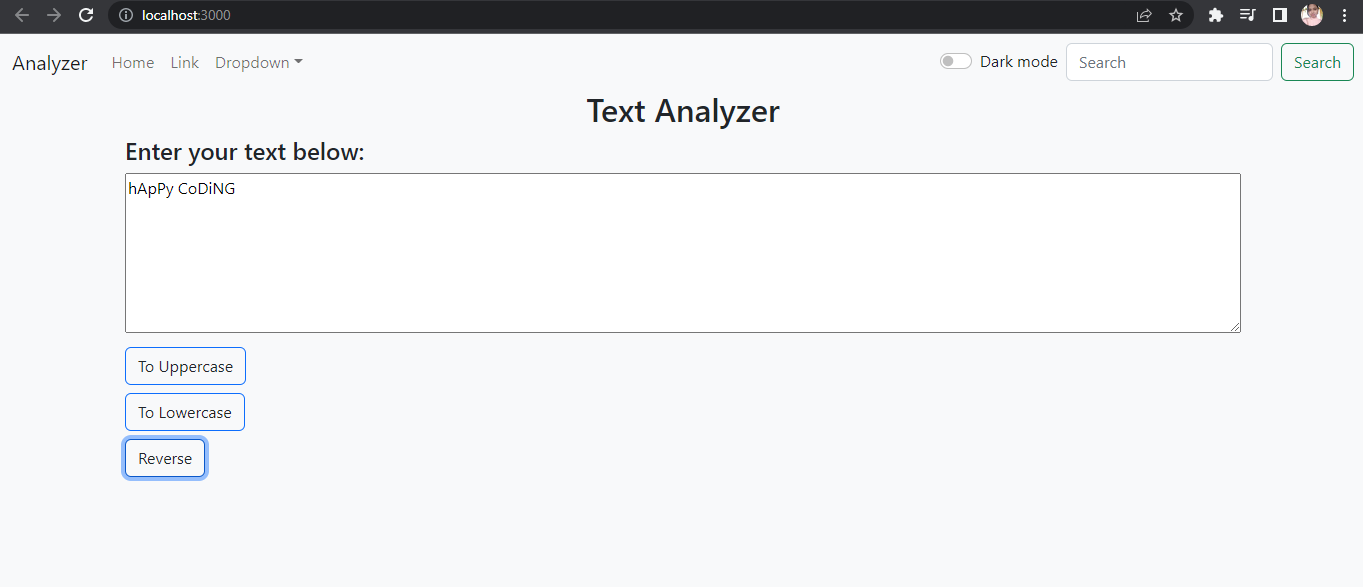 localhost:3000
Analyzer Home Link Dropdown Dark mode Search Search
Text Analyzer
Enter your text below:
hApPy CoDiNG
To Uppercase
To Lowercase
Reverse